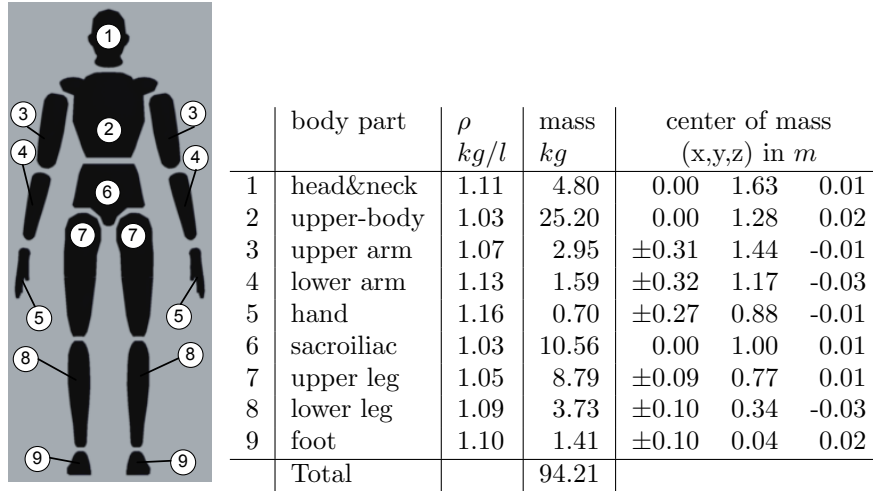 1
2
3
3
4
4
6
7 7
5
5
8
8
9
9
body part ρ mass center of mass
kg/l kg (x,y,z) in m
1 head&neck 1.11 4.80 0.00 1.63 0.01
2 upper-body 1.03 25.20 0.00 1.28 0.02
3 upper arm 1.07 2.95 ±0.31 1.44 -0.01
4 lower arm 1.13 1.59 ±0.32 1.17 -0.03
5 hand 1.16 0.70 ±0.27 0.88 -0.01
6 sacroiliac 1.03 10.56 0.00 1.00 0.01
7 upper leg 1.05 8.79 ±0.09 0.77 0.01
8 lower leg 1.09 3.73 ±0.10 0.34 -0.03
9 foot 1.10 1.41 ±0.10 0.04 0.02
Total 94.21